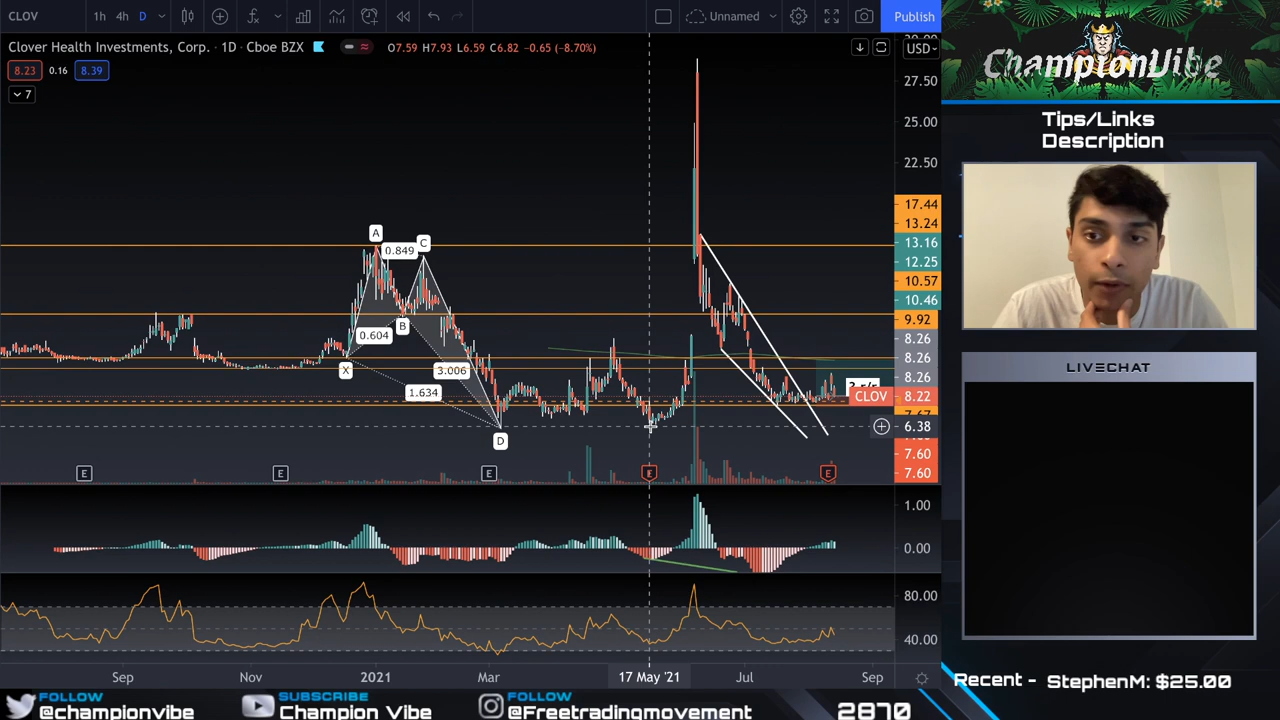 CLOV 1h 4h D Unnamed Publish
Clover Health Investments, Corp. · 1D · Cboe BZX O7.59 H7.93 L6.59 C6.82 -0.65 (-8.70%) USD
8.23 0.16 8.39
7
27.50
25.00
22.50
17.44
13.24
13.16
12.25
10.57
10.46
9.92
8.26
8.26
8.26
CLOV 8.22
6.38
7.60
7.60
A
0.849
C
B
0.604
X
3.006
1.634
D
E E E E E
1.00
0.00
80.00
40.00
Sep Nov 2021 Mar 17 May '21 Jul Sep
ChampionVibe
Tips/Links
Description
LIVECHAT
Recent - StephenM: $25.00
FOLLOW
@championvibe
SUBSCRIBE
Champion Vibe
FOLLOW
@Freetradingmovement
2870